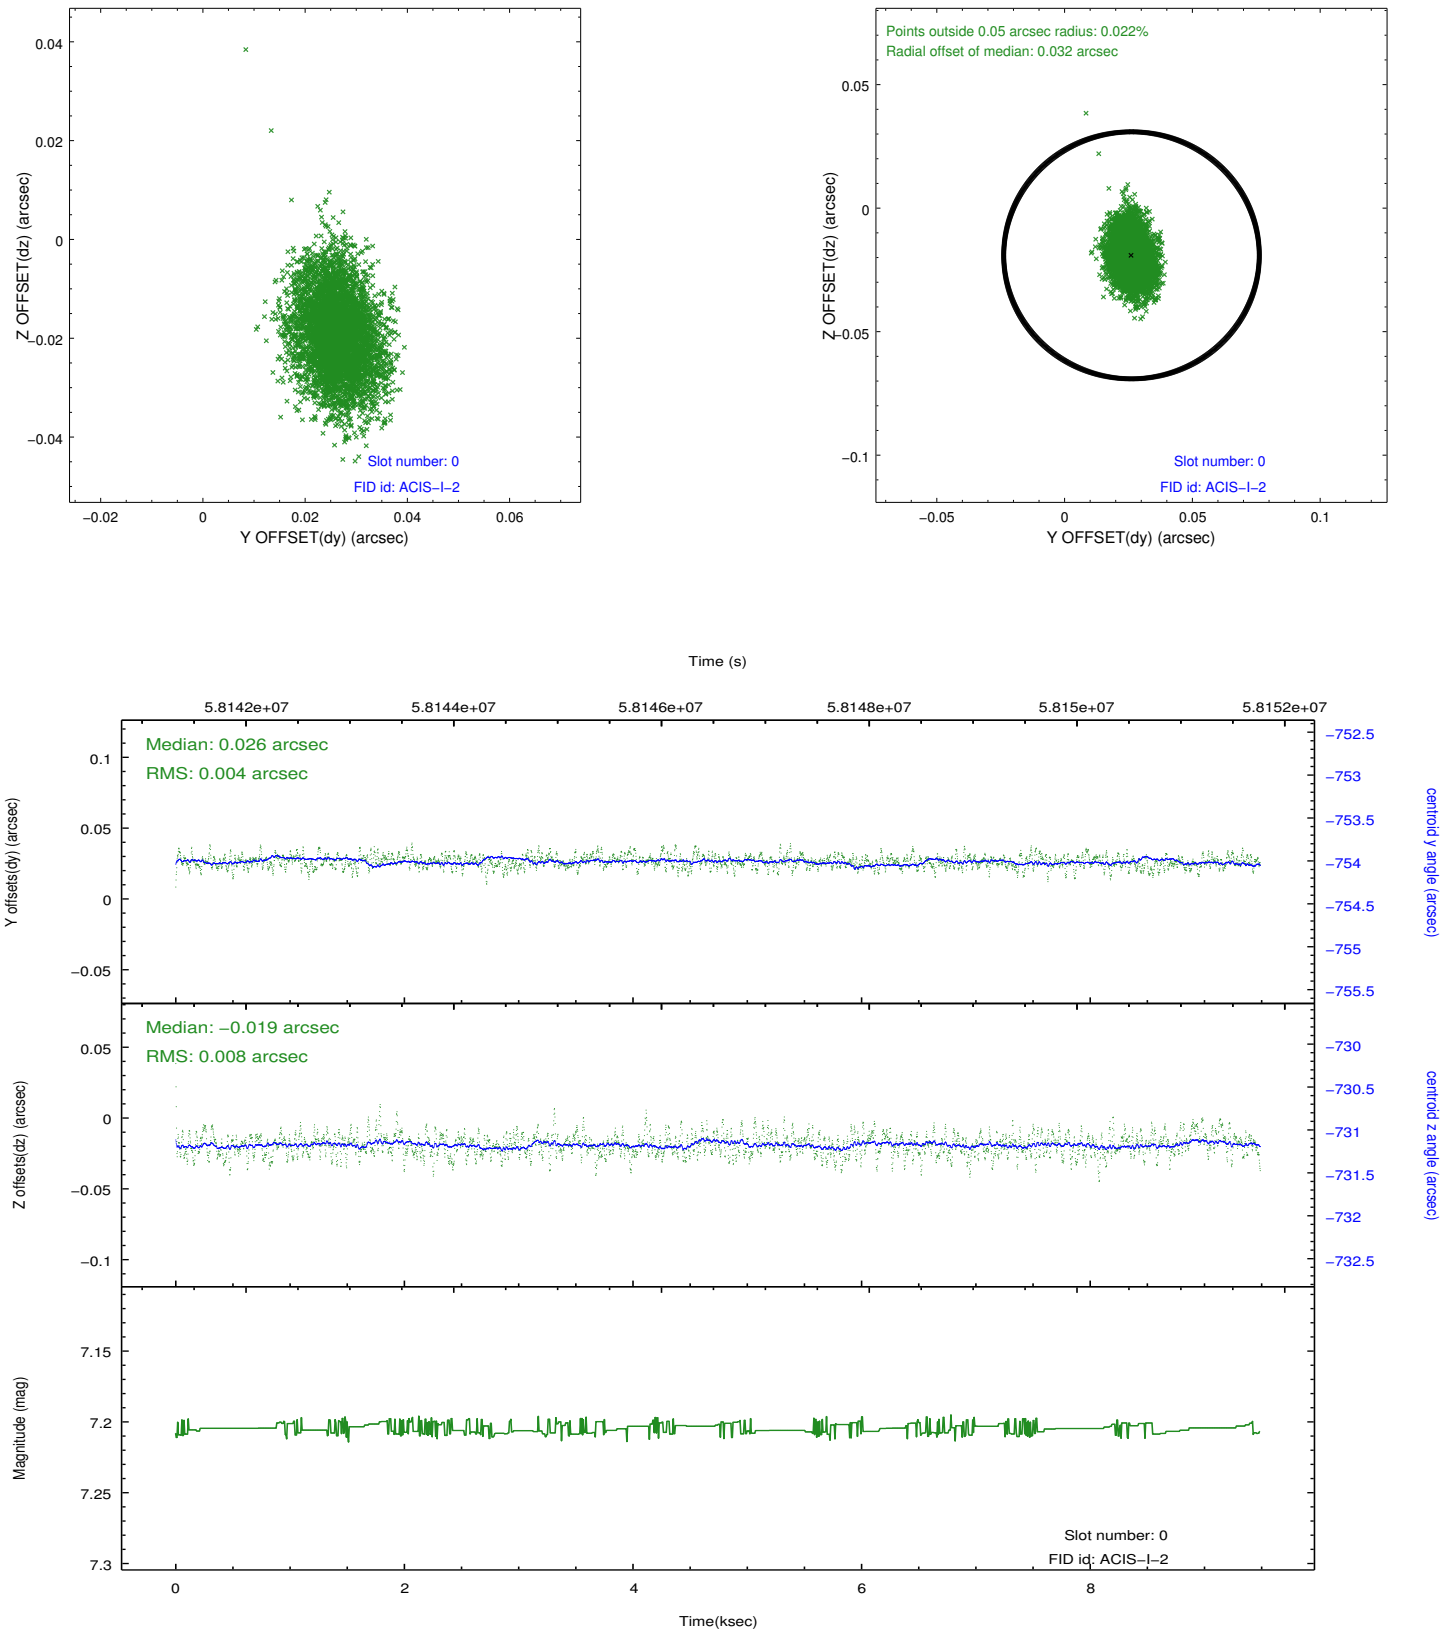 0.04
0.02
0
−0.02
−0.04
Z OFFSET(dz) (arcsec)
Slot number: 0
FID id: ACIS−I−2
−0.02 0 0.02 0.04 0.06
Y OFFSET(dy) (arcsec)
Points outside 0.05 arcsec radius: 0.022%
Radial offset of median: 0.032 arcsec
0.05
0
−0.05
−0.1
Z OFFSET(dz) (arcsec)
Slot number: 0
FID id: ACIS−I−2
−0.05 0 0.05 0.1
Y OFFSET(dy) (arcsec)
Time (s)
5.8142e+07 5.8144e+07 5.8146e+07 5.8148e+07 5.815e+07 5.8152e+07
Median: 0.026 arcsec
RMS: 0.004 arcsec
0.1
0.05
0
−0.05
Y offsets(dy) (arcsec)
−752.5
−753
−753.5
−754
−754.5
−755
−755.5
centroid y angle (arcsec)
Median: −0.019 arcsec
RMS: 0.008 arcsec
0.05
0
−0.05
−0.1
Z offsets(dz) (arcsec)
−730
−730.5
−731
−731.5
−732
−732.5
centroid z angle (arcsec)
7.15
7.2
7.25
7.3
Magnitude (mag)
Slot number: 0
FID id: ACIS−I−2
0 2 4 6 8
Time(ksec)